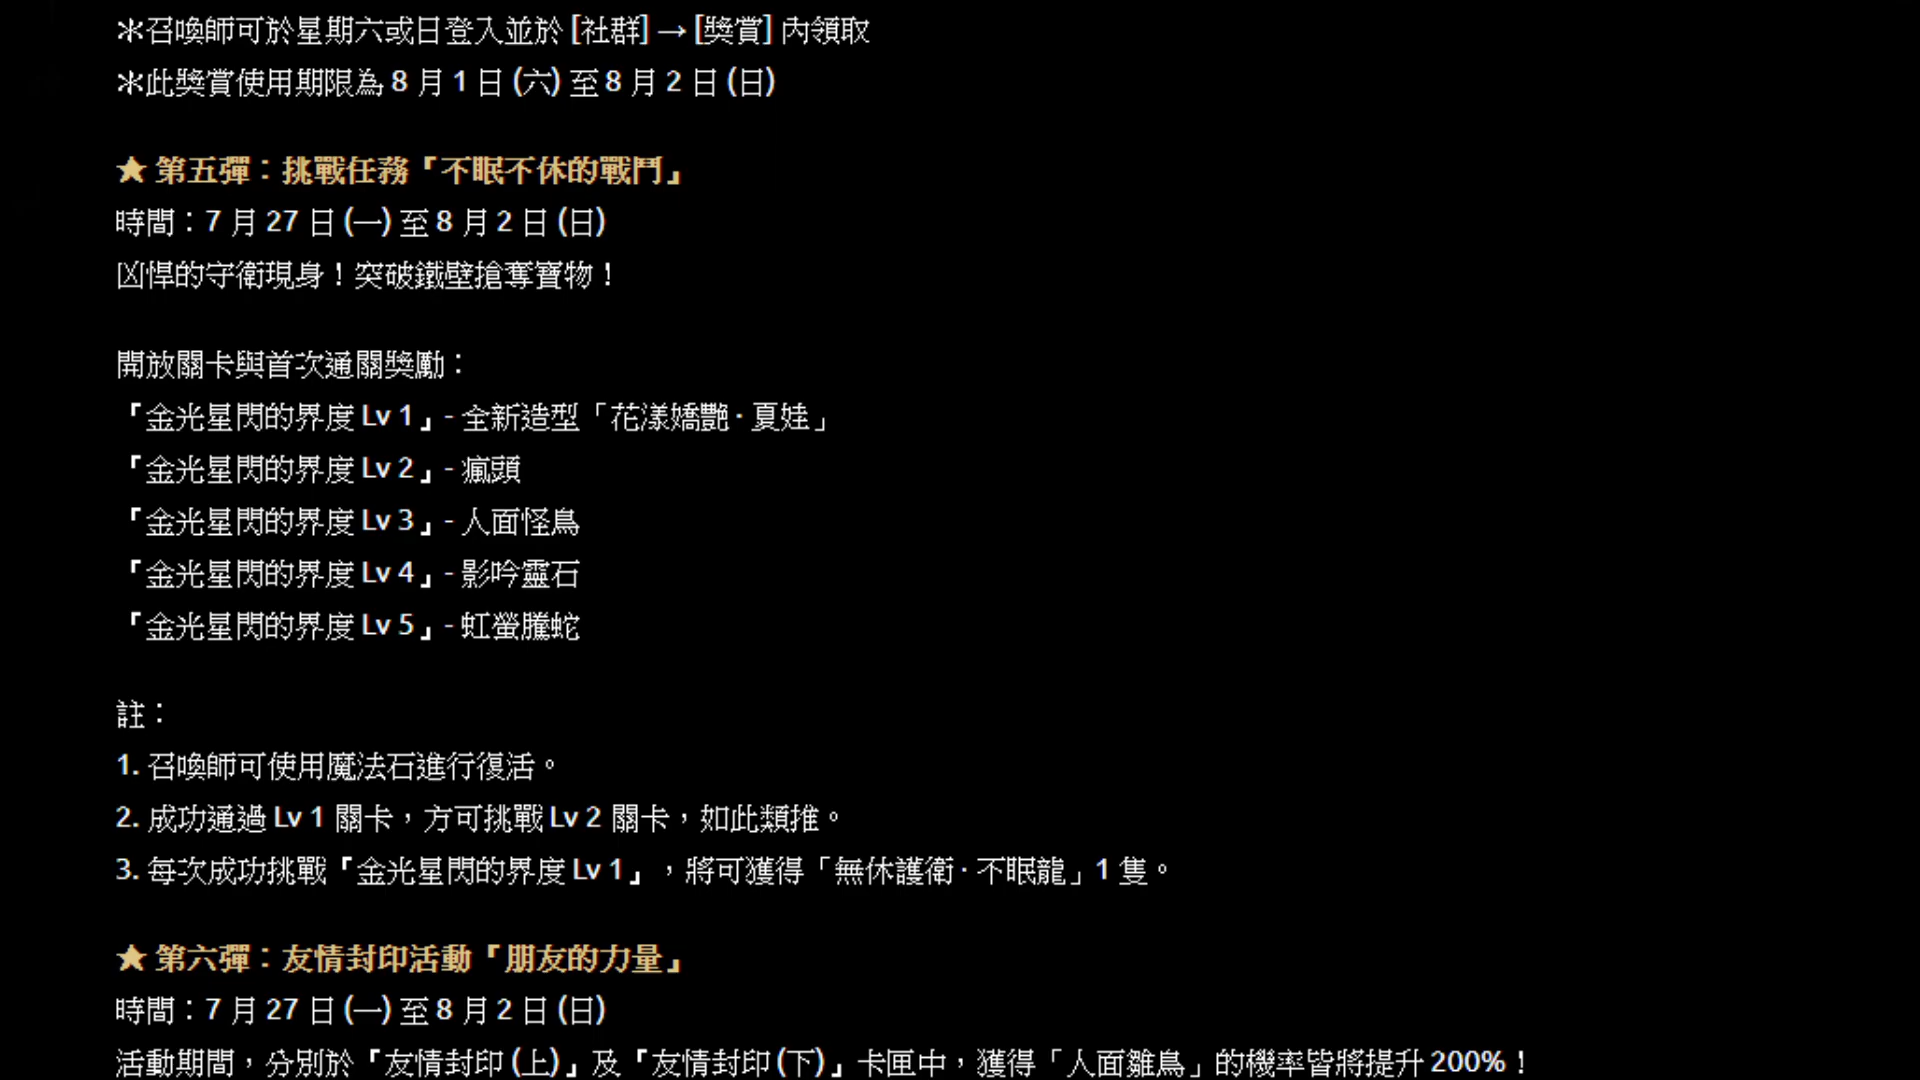 ＊召喚師可於星期六或日登入並於 [社群] → [獎賞] 內領取
＊此獎賞使用期限為 8 月 1 日 (六) 至 8 月 2 日 (日)
★ 第五彈：挑戰任務『不眠不休的戰鬥』
時間：7 月 27 日 (一) 至 8 月 2 日 (日)
凶悍的守衛現身！突破鐵壁搶奪寶物！
開放關卡與首次通關獎勵：
『金光星閃的界度 Lv 1』- 全新造型「花漾嬌艷 ‧ 夏娃」
『金光星閃的界度 Lv 2』- 瘋頭
『金光星閃的界度 Lv 3』- 人面怪鳥
『金光星閃的界度 Lv 4』- 影吟靈石
『金光星閃的界度 Lv 5』- 虹螢騰蛇
註：
1. 召喚師可使用魔法石進行復活。
2. 成功通過 Lv 1 關卡，方可挑戰 Lv 2 關卡，如此類推。
3. 每次成功挑戰『金光星閃的界度 Lv 1』，將可獲得「無休護衛 ‧ 不眠龍」1 隻。
★ 第六彈：友情封印活動『朋友的力量』
時間：7 月 27 日 (一) 至 8 月 2 日 (日)
活動期間，分別於『友情封印 (上)』及『友情封印 (下)』卡匣中，獲得「人面雛鳥」的機率皆將提升 200%！